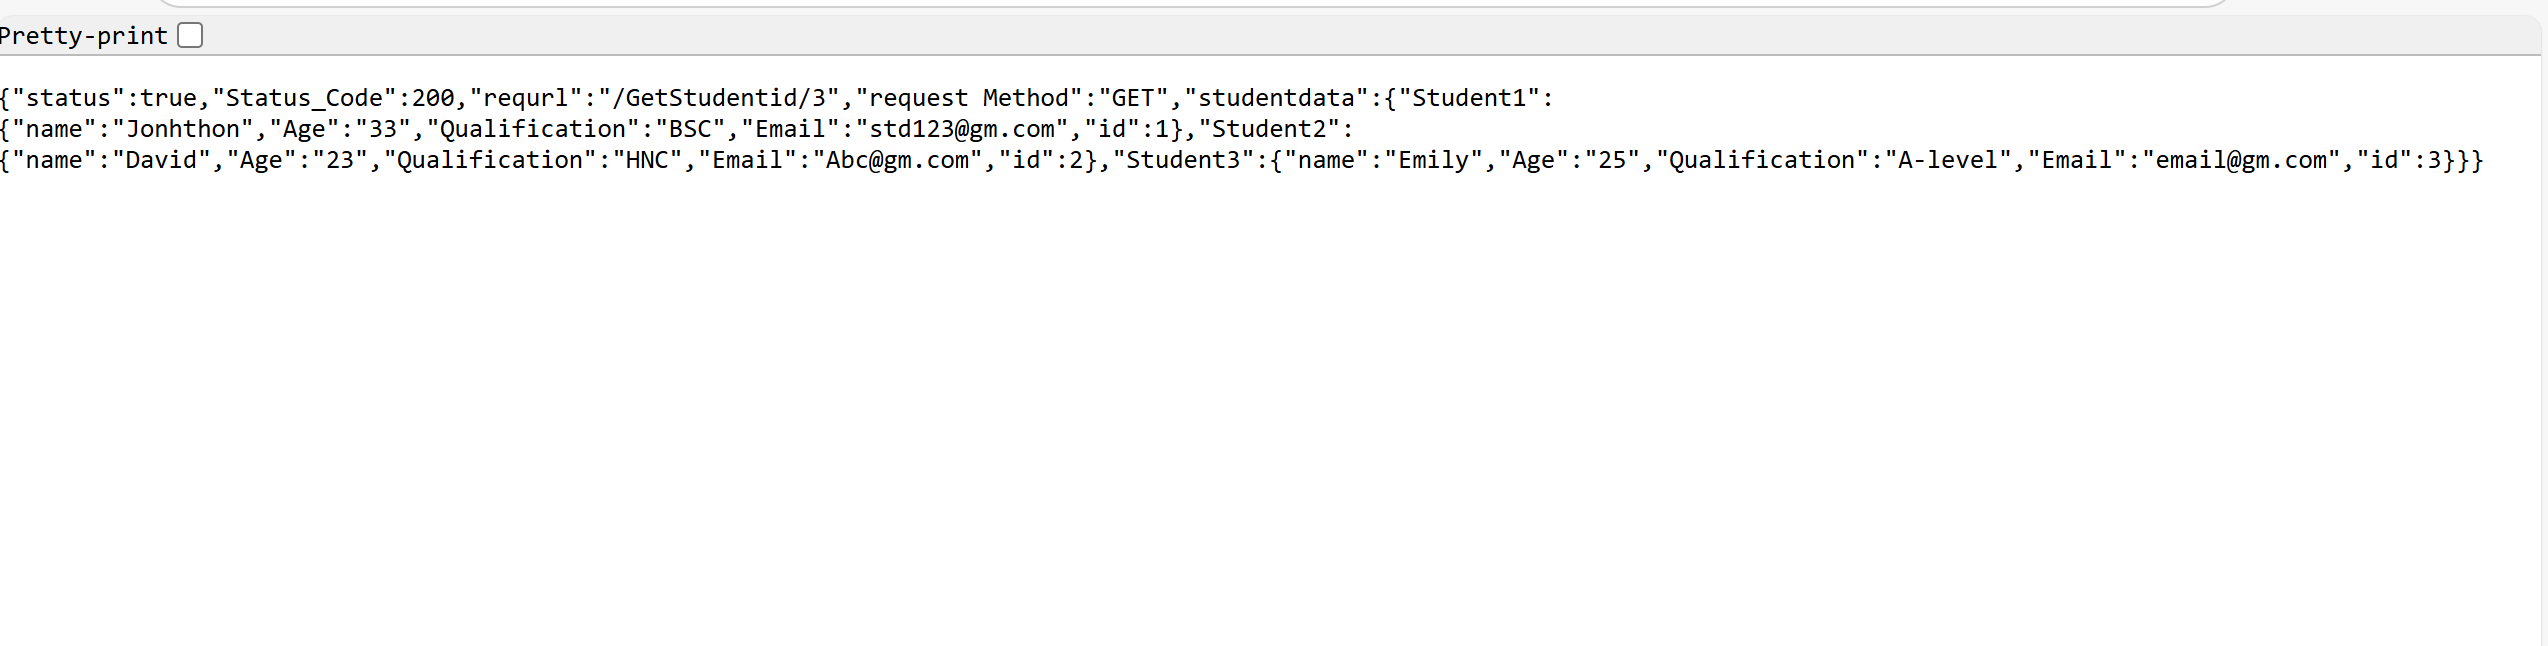 Pretty-print
{"status":true,"Status_Code":200,"requrl":"/GetStudentid/3","request Method":"GET","studentdata":{"Student1":
{"name":"Jonhthon","Age":"33","Qualification":"BSC","Email":"std123@gm.com","id":1},"Student2":
{"name":"David","Age":"23","Qualification":"HNC","Email":"Abc@gm.com","id":2},"Student3":{"name":"Emily","Age":"25","Qualification":"A-level","Email":"email@gm.com","id":3}}}